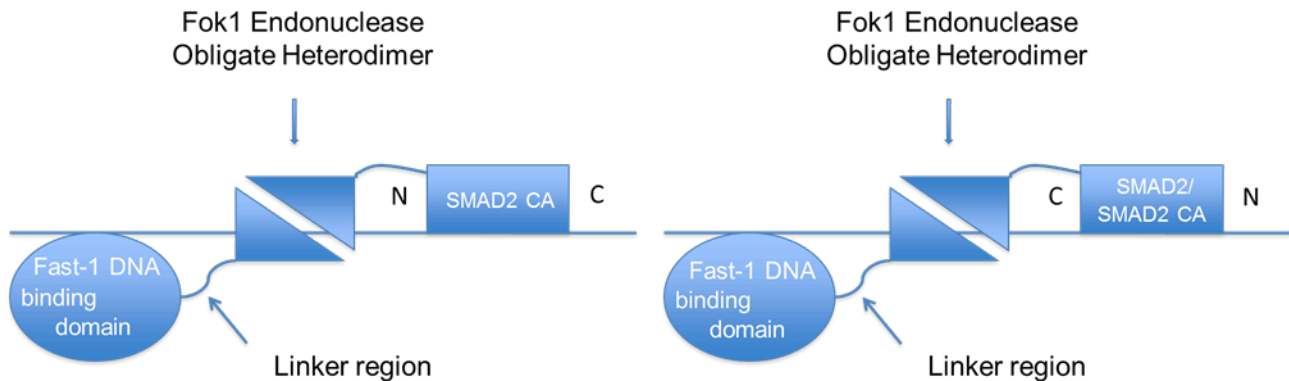 Fok1 Endonuclease
Obligate Heterodimer
N
SMAD2 CA
C
Fast-1 DNA
binding
domain
Linker region
Fok1 Endonuclease
Obligate Heterodimer
C
SMAD2/
SMAD2 CA
N
Fast-1 DNA
binding
domain
Linker region